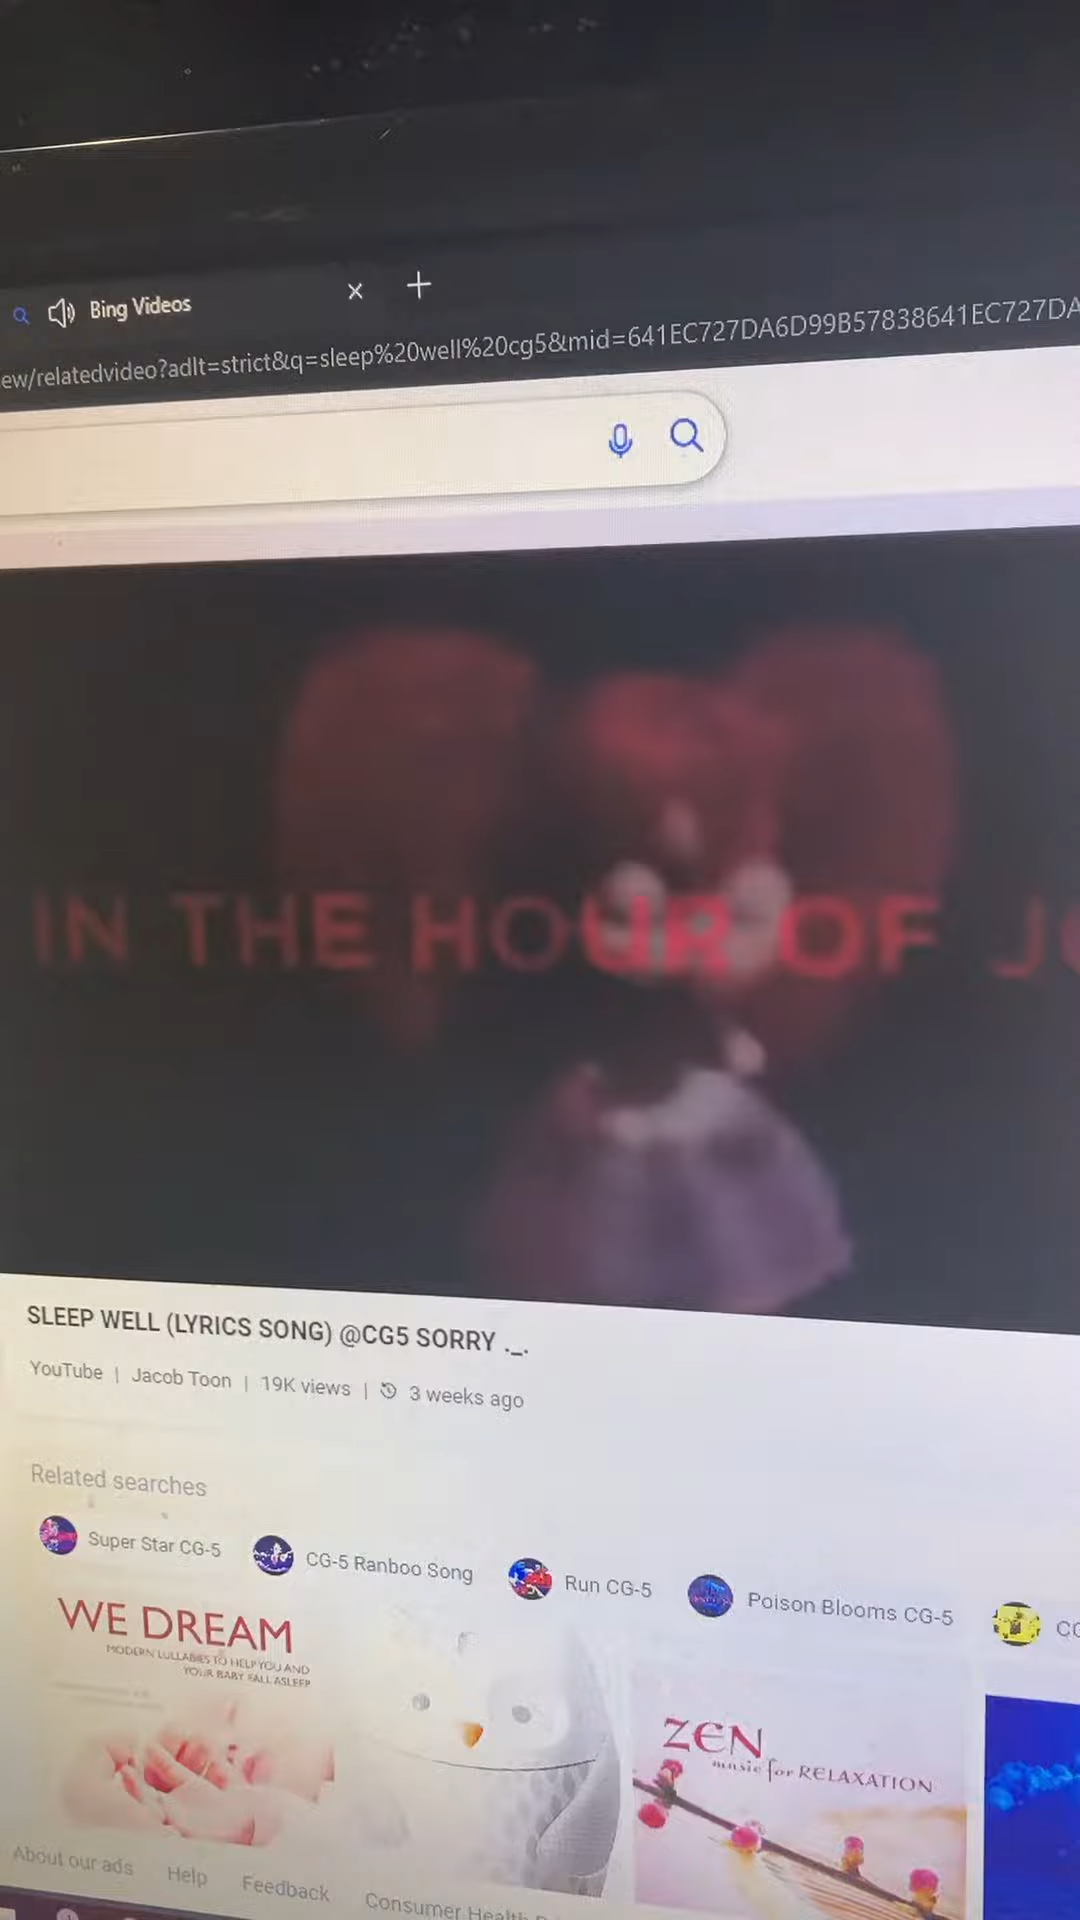 Bing Videos
ew/relatedvideo?adlt=strict&q=sleep%20well%20cg5&mid=641EC727DA6D99B57838641EC727DA
IN THE HOUR OF
SLEEP WELL (LYRICS SONG) @CG5 SORRY ._.
YouTube | Jacob Toon | 19K views | 3 weeks ago
Related searches
Super Star CG-5
CG-5 Ranboo Song
Run CG-5
Poison Blooms CG-5
WE DREAM
MODERN LULLABIES TO HELP YOU AND
YOUR BABY FALL ASLEEP
ZEN
music for RELAXATION
About our ads
Help
Feedback
Consumer Health